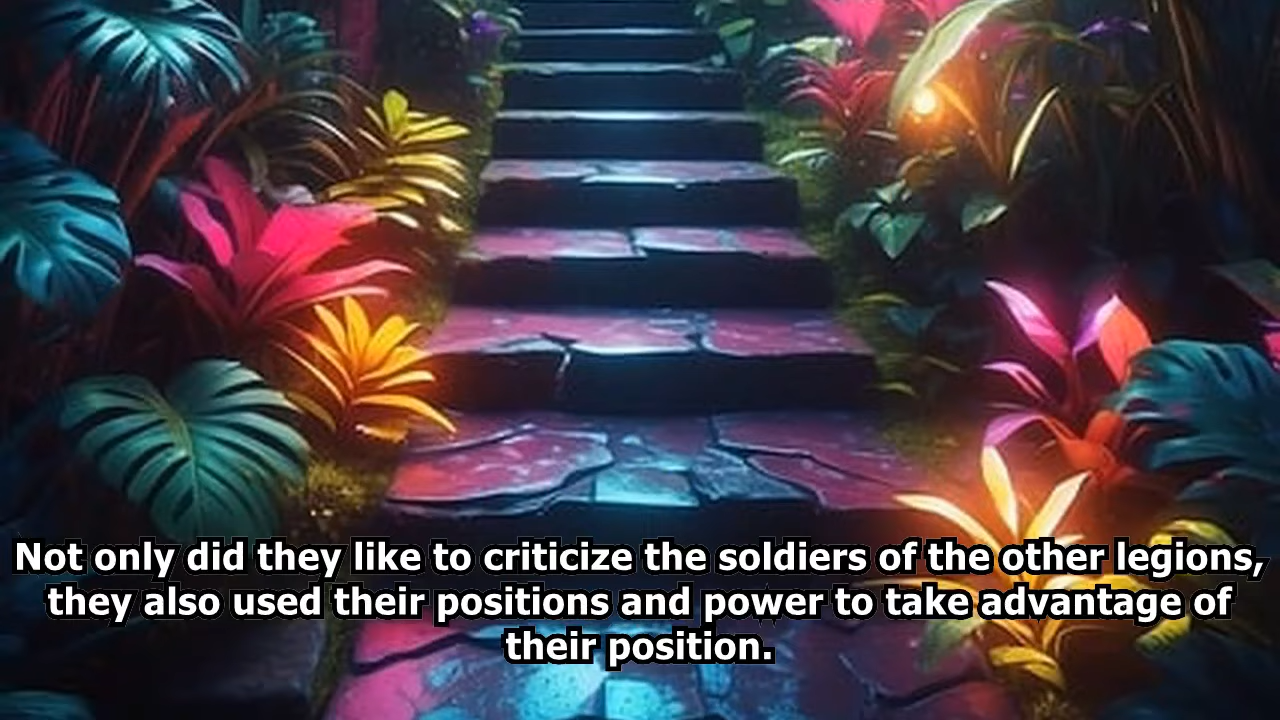 Not only did they like to criticize the soldiers of the other legions,
they also used their positions and power to take advantage of
their position.